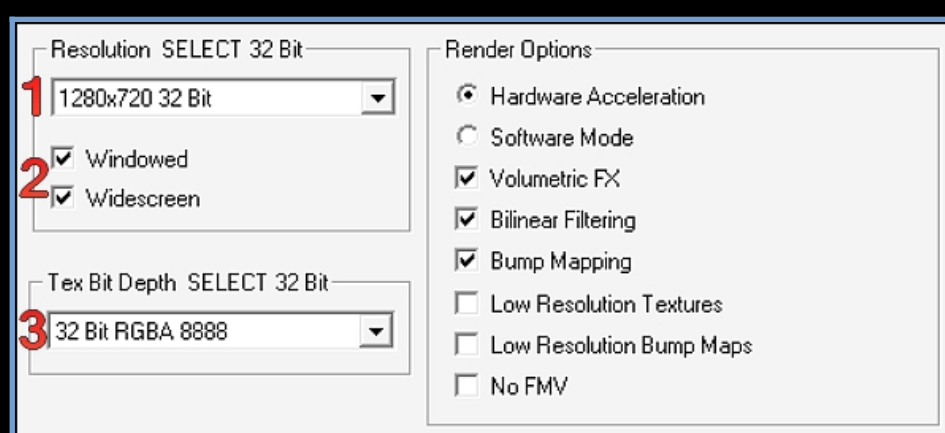 Resolution SELECT 32 Bit
1
1280x720 32 Bit
2
Windowed
Widescreen
Tex Bit Depth SELECT 32 Bit
3
32 Bit RGBA 8888
Render Options
Hardware Acceleration
Software Mode
Volumetric FX
Bilinear Filtering
Bump Mapping
Low Resolution Textures
Low Resolution Bump Maps
No FMV